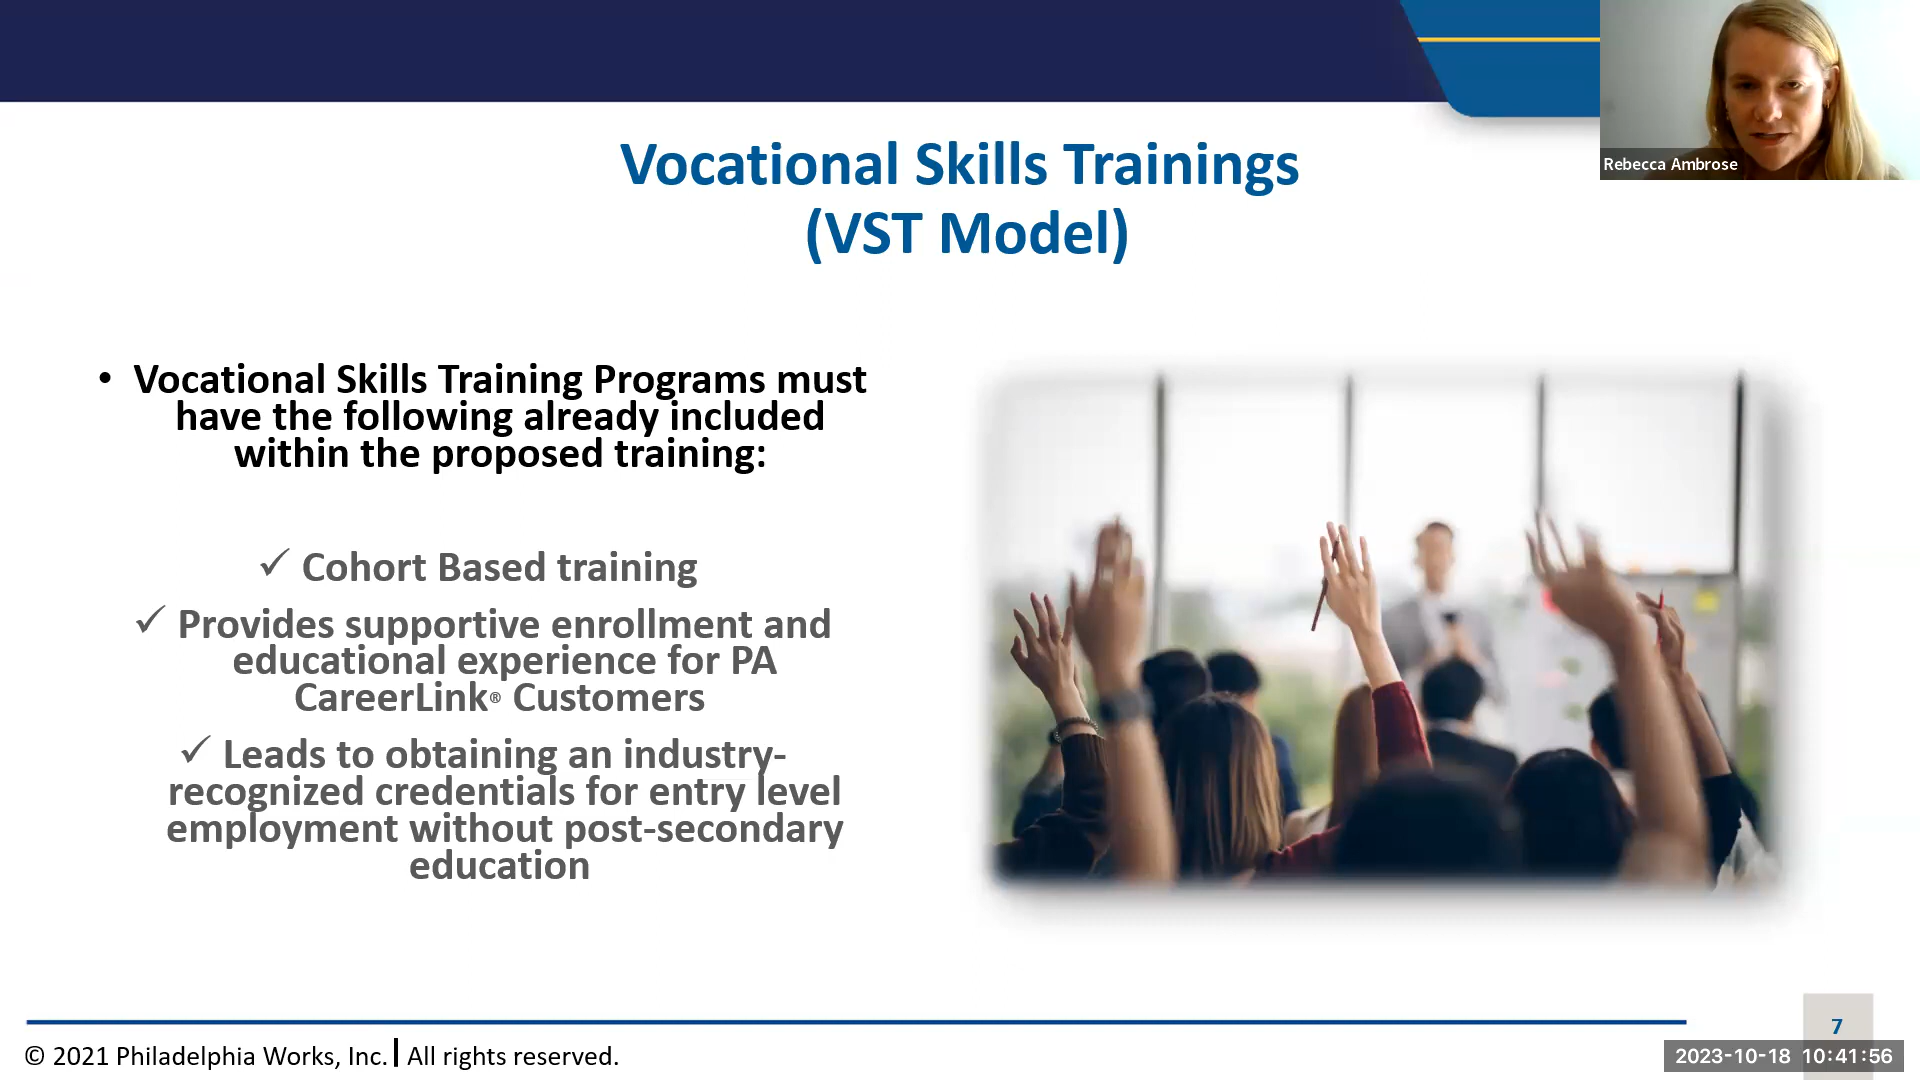 Rebecca Ambrose
Vocational Skills Trainings
(VST Model)
• Vocational Skills Training Programs must
have the following already included
within the proposed training:
✓ Cohort Based training
✓ Provides supportive enrollment and
educational experience for PA
CareerLink® Customers
✓ Leads to obtaining an industry-
recognized credentials for entry level
employment without post-secondary
education
7
© 2021 Philadelphia Works, Inc. | All rights reserved.
2023-10-18 10:41:56